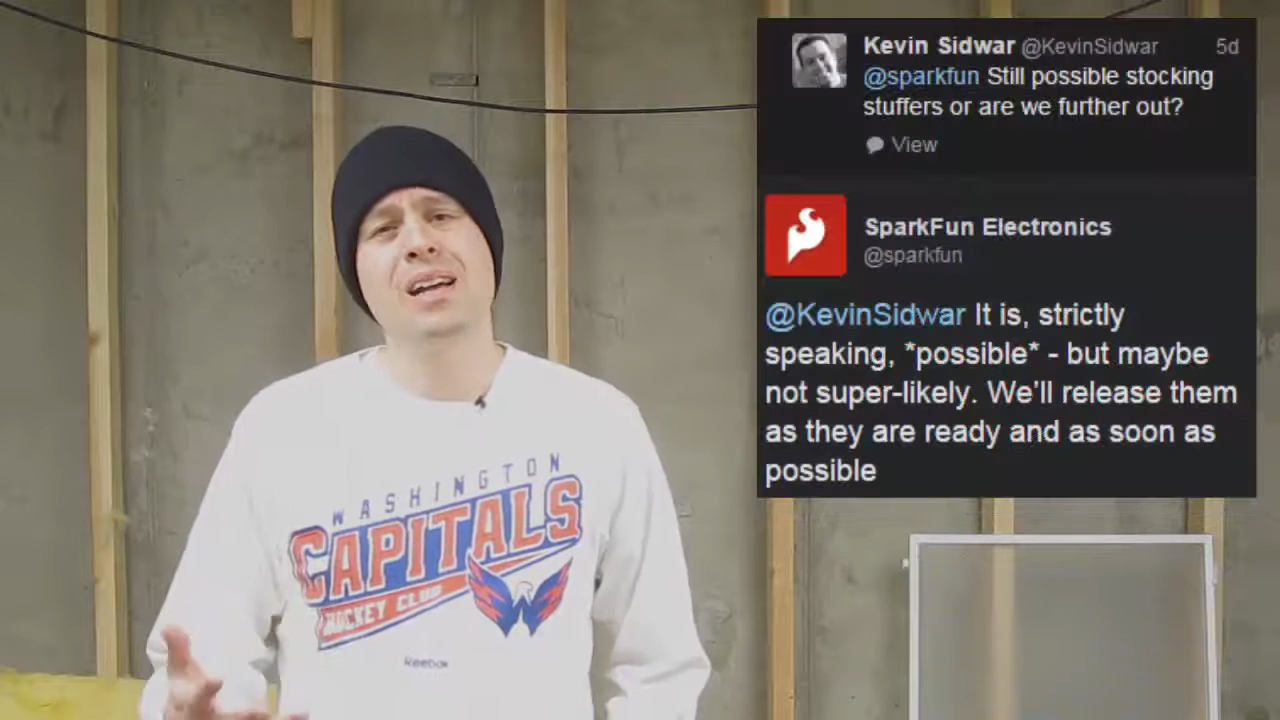 Kevin Sidwar @KevinSidwar 5d
@sparkfun Still possible stocking
stuffers or are we further out?
View
SparkFun Electronics
@sparkfun
@KevinSidwar It is, strictly
speaking, *possible* - but maybe
not super-likely. We'll release them
as they are ready and as soon as
possible
WASHINGTON
CAPITALS
HOCKEY CLUB
Reebok